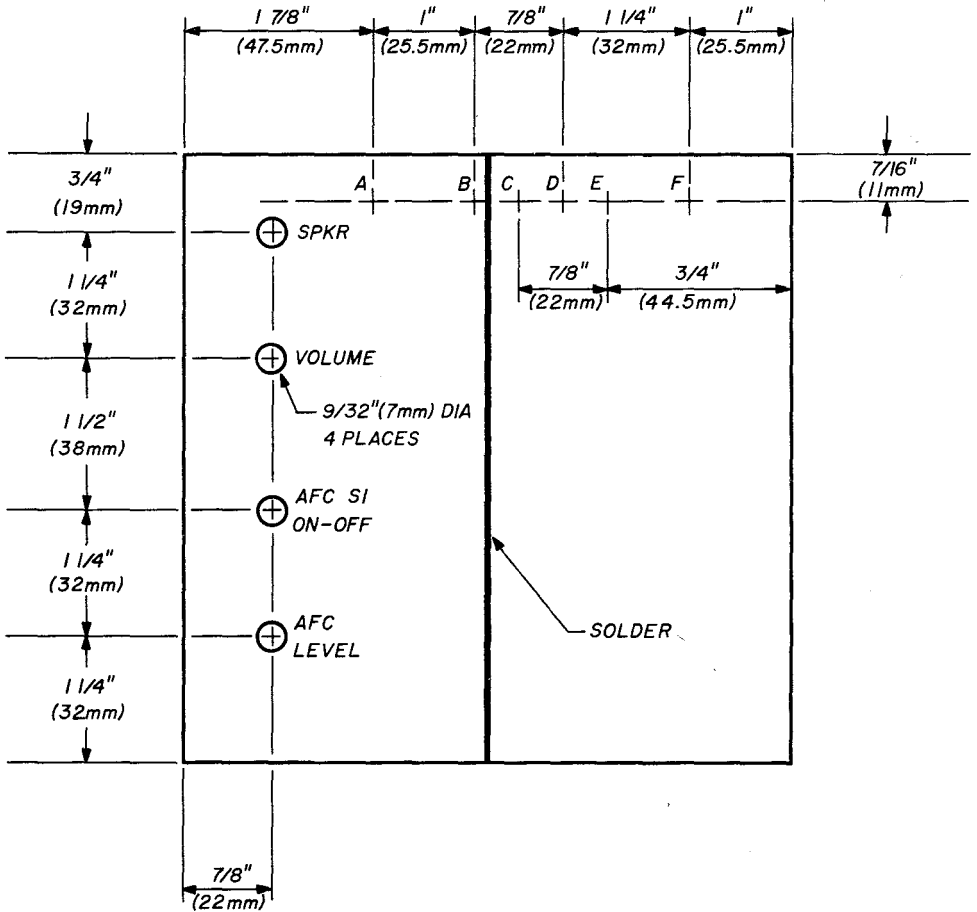 1 7/8" 1" 7/8" 1 1/4" 1"
(47.5mm) (25.5mm) (22mm) (32mm) (25.5mm)
3/4"
(19mm)
7/16"
(11mm)
A B C D E F
SPKR
1 1/4"
(32mm)
7/8" 3/4"
(22mm) (44.5mm)
VOLUME
9/32"(7mm) DIA
4 PLACES
1 1/2"
(38mm)
AFC S1
ON-OFF
1 1/4"
(32mm)
AFC
LEVEL
SOLDER
1 1/4"
(32mm)
7/8"
(22mm)